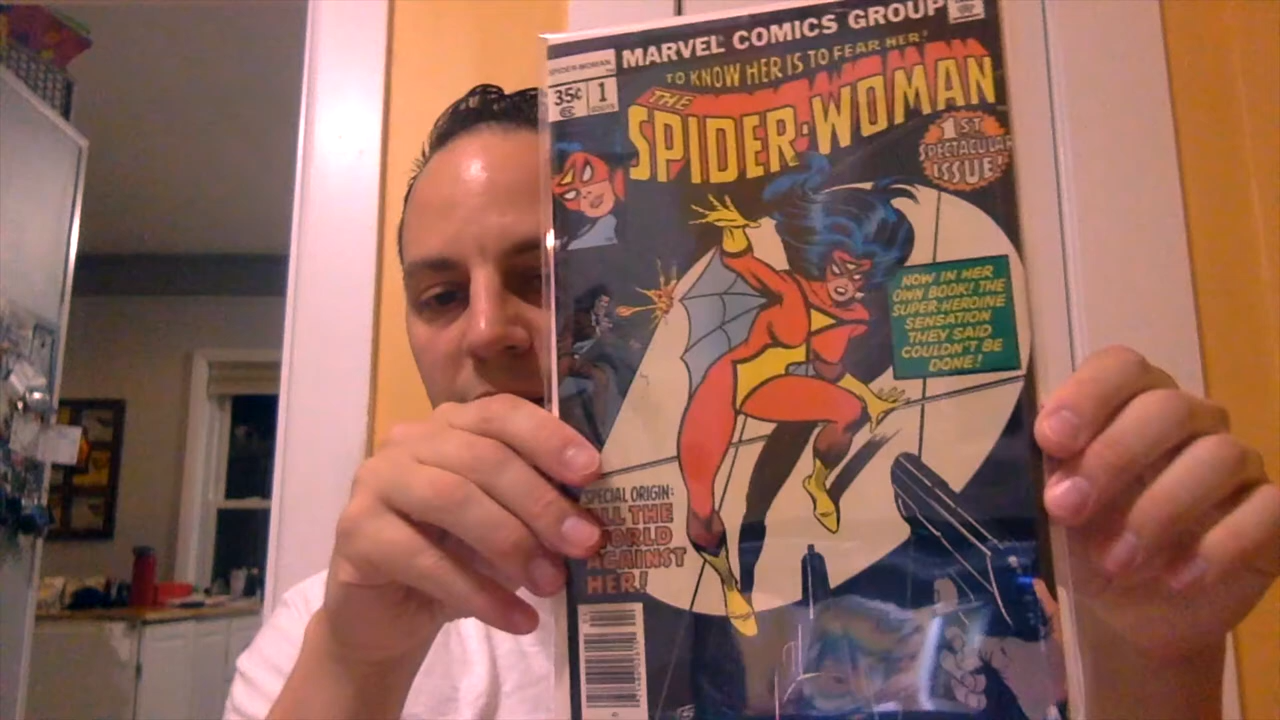 MARVEL COMICS GROUP
SPIDER-WOMAN
TO KNOW HER IS TO FEAR HER!
35¢
1
THE
SPIDER-WOMAN
1ST
SPECTACULAR
ISSUE!
NOW IN HER
OWN BOOK! THE
SUPER-HEROINE
SENSATION
THEY SAID
COULDN'T BE
DONE!
SPECIAL ORIGIN:
ALL THE
WORLD
AGAINST
HER!